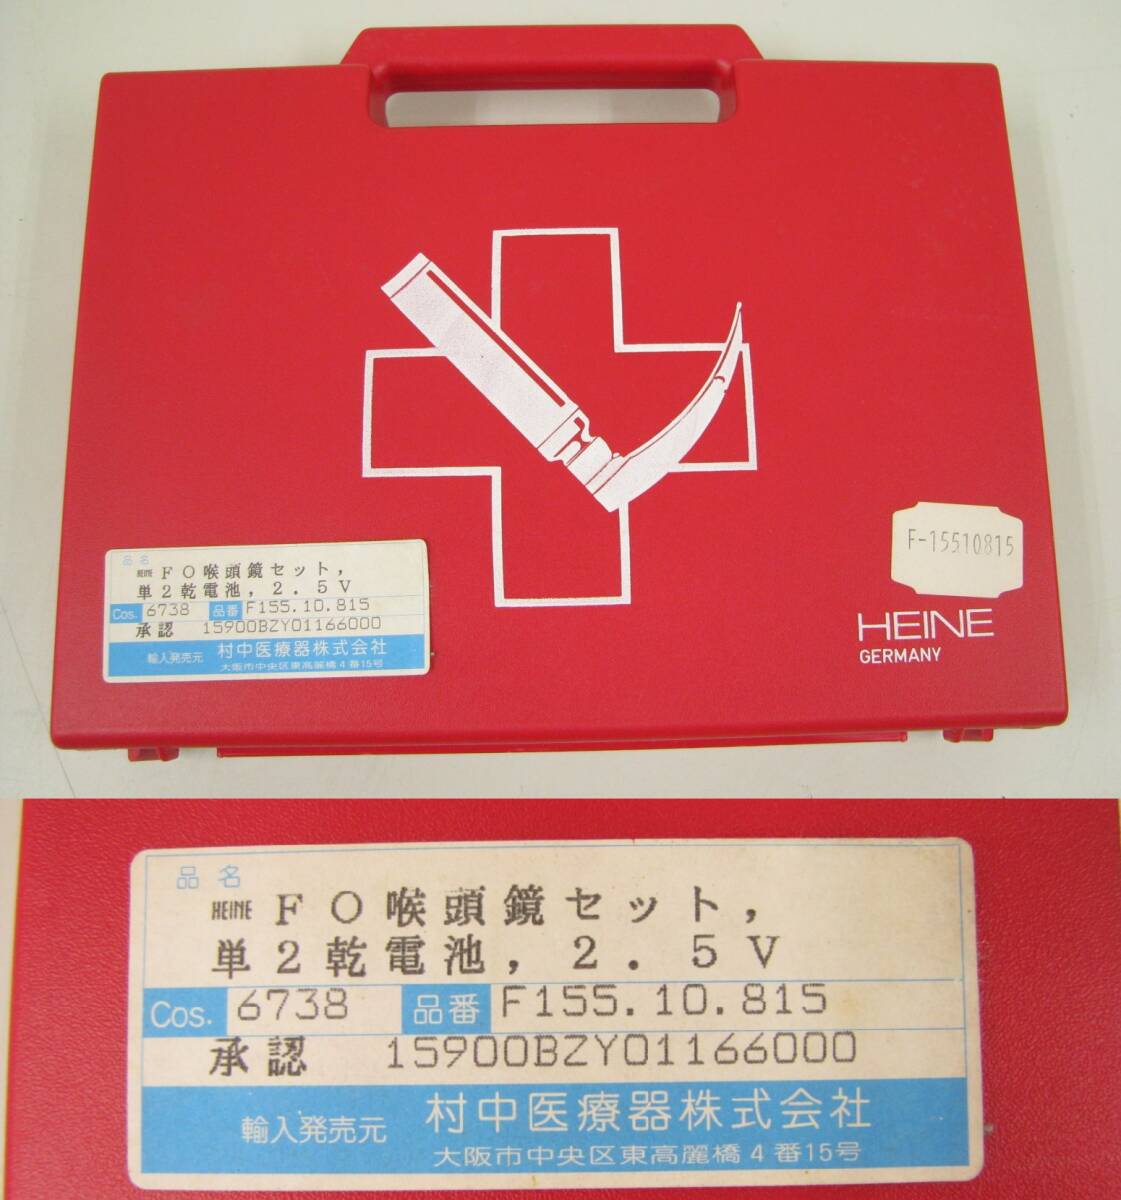 品名
HEINE FO喉頭鏡セット,
単2乾電池, 2.5V
Cos. 6738 品番 F155.10.815
承認 15900BZY01166000
輸入発売元 村中医療器株式会社
大阪市中央区東高麗橋4番15号
F-15510815
HEINE
GERMANY
品名
HEINE FO喉頭鏡セット,
単2乾電池, 2.5V
Cos. 6738 品番 F155.10.815
承認 15900BZY01166000
輸入発売元 村中医療器株式会社
大阪市中央区東高麗橋4番15号